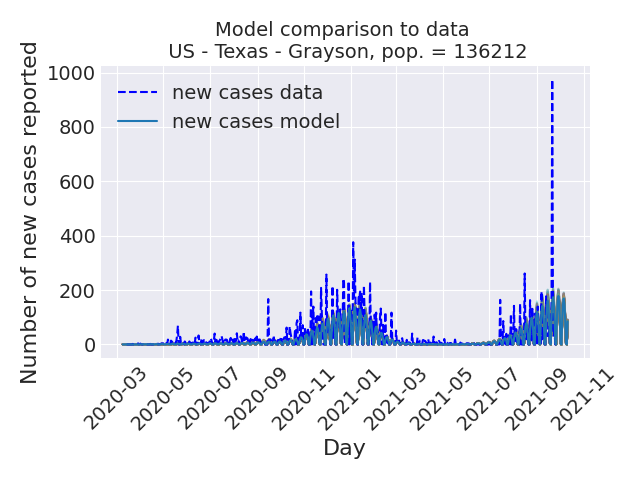 Model comparison to data
US - Texas - Grayson, pop. = 136212
Number of new cases reported
1000
800
600
400
200
0
new cases data
new cases model
2020-03
2020-05
2020-07
2020-09
2020-11
2021-01
2021-03
2021-05
2021-07
2021-09
2021-11
Day